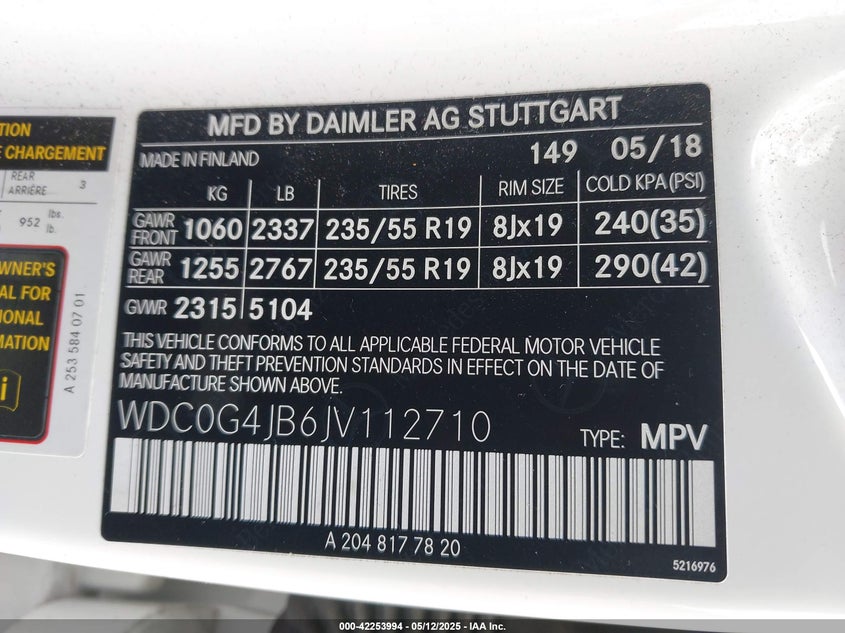 TION
E CHARGEMENT
REAR
ARRIÈRE 3
952 lbs.
lb.
WNER'S
AL FOR
IONAL
MATION
i
A 253 584 07 01
MFD BY DAIMLER AG STUTTGART
MADE IN FINLAND 149 05/18
KG LB TIRES RIM SIZE COLD KPA(PSI)
GAWR FRONT 1060 2337 235/55 R19 8Jx19 240(35)
GAWR REAR 1255 2767 235/55 R19 8Jx19 290(42)
GVWR 2315 5104
THIS VEHICLE CONFORMS TO ALL APPLICABLE FEDERAL MOTOR VEHICLE
SAFETY AND THEFT PREVENTION STANDARDS IN EFFECT ON THE DATE OF
MANUFACTURE SHOWN ABOVE.
WDC0G4JB6JV112710 TYPE: MPV
A 204 817 78 20
5216976
000-42253994 - 05/12/2025 - IAA Inc.